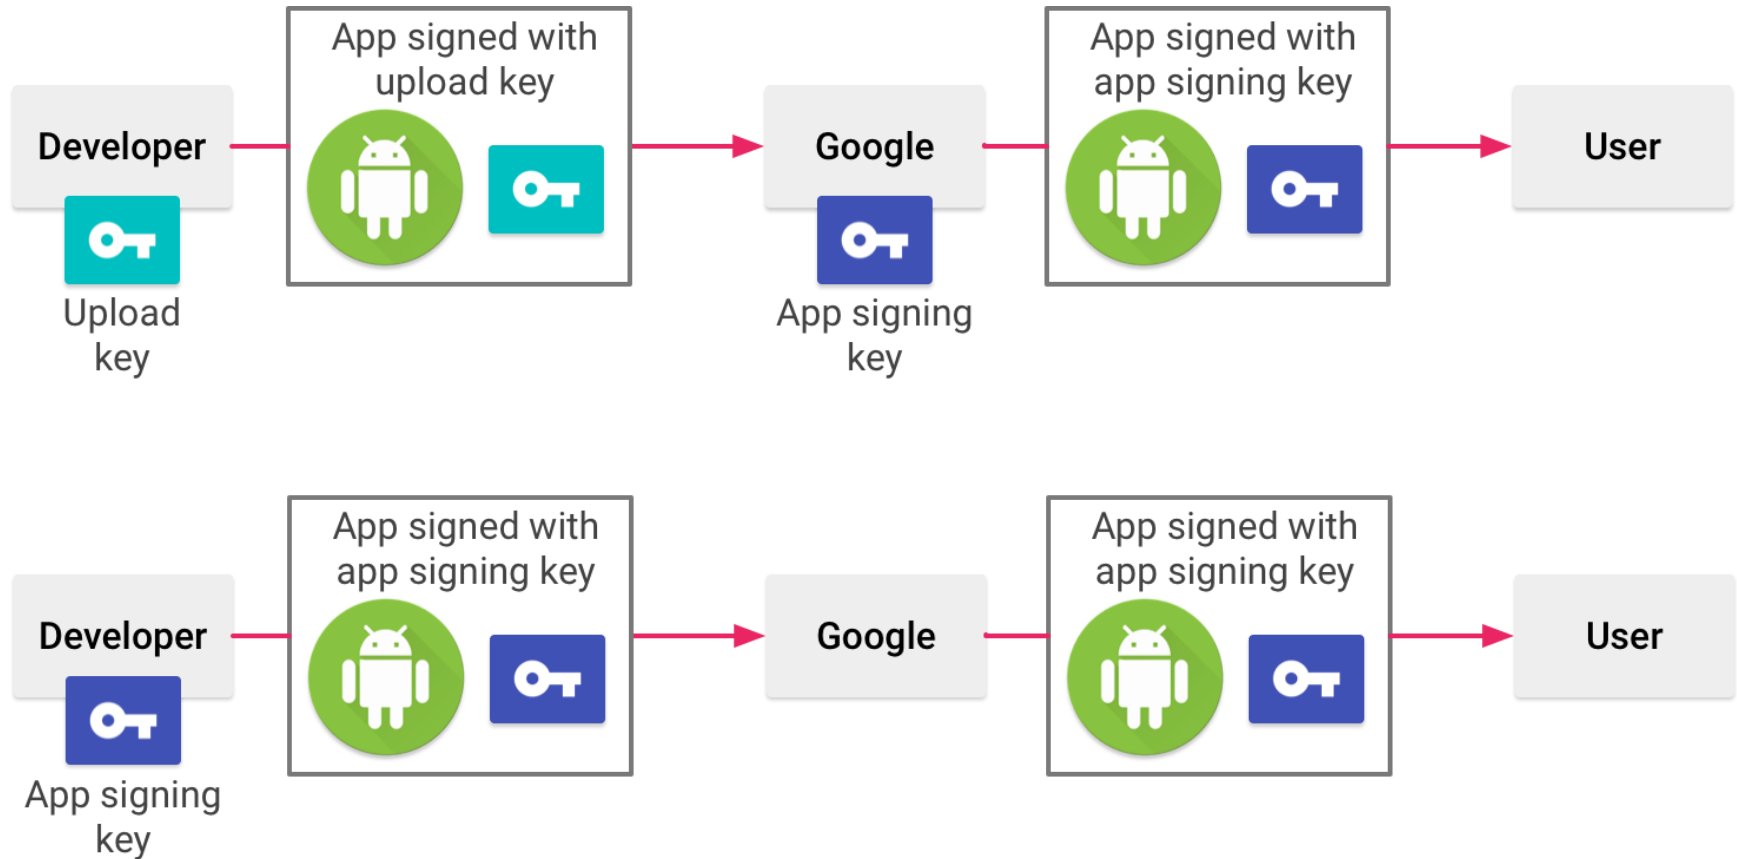 App signed with
upload key
App signed with
app signing key
Developer
Google
User
Upload
key
App signing
key
App signed with
app signing key
App signed with
app signing key
Developer
Google
User
App signing
key